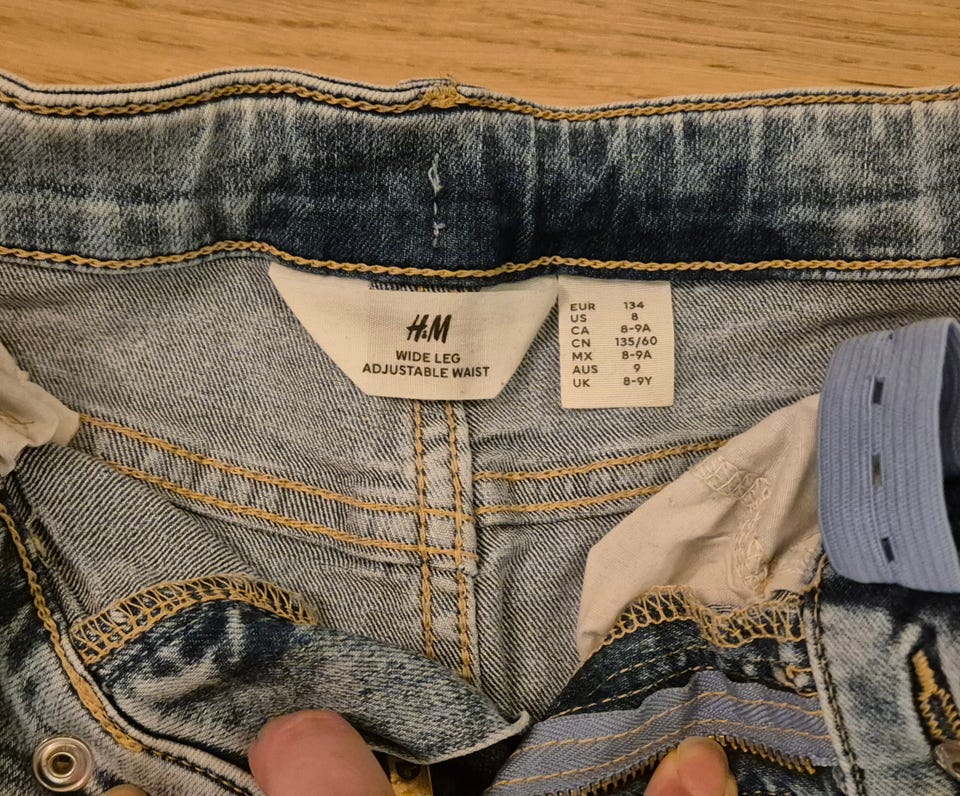 H&M
WIDE LEG
ADJUSTABLE WAIST
EUR 134
US 8
CA 8-9A
CN 135/60
MX 8-9A
AUS 9
UK 8-9Y